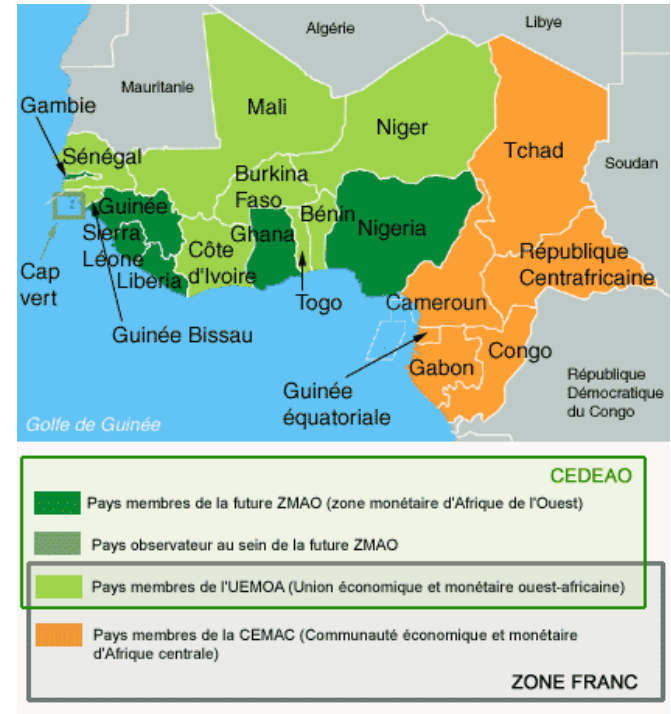 Algérie
Libye
Mauritanie
Gambie
Mali
Niger
Tchad
Soudan
Sénégal
Burkina
Faso
Bénin
Nigeria
Guinée
Sierra
Léone
Ghana
Côte
d'Ivoire
Liberia
République
Centrafricaine
Cap
vert
Togo
Cameroun
Guinée Bissau
Congo
Gabon
Guinée
équatoriale
République
Démocratique
du Congo
Golfe de Guinée
CEDEAO
Pays membres de la future ZMAO (zone monétaire d'Afrique de l'Ouest)
Pays observateur au sein de la future ZMAO
Pays membres de l'UEMOA (Union économique et monétaire ouest-africaine)
Pays membres de la CEMAC (Communauté économique et monétaire
d'Afrique centrale)
ZONE FRANC